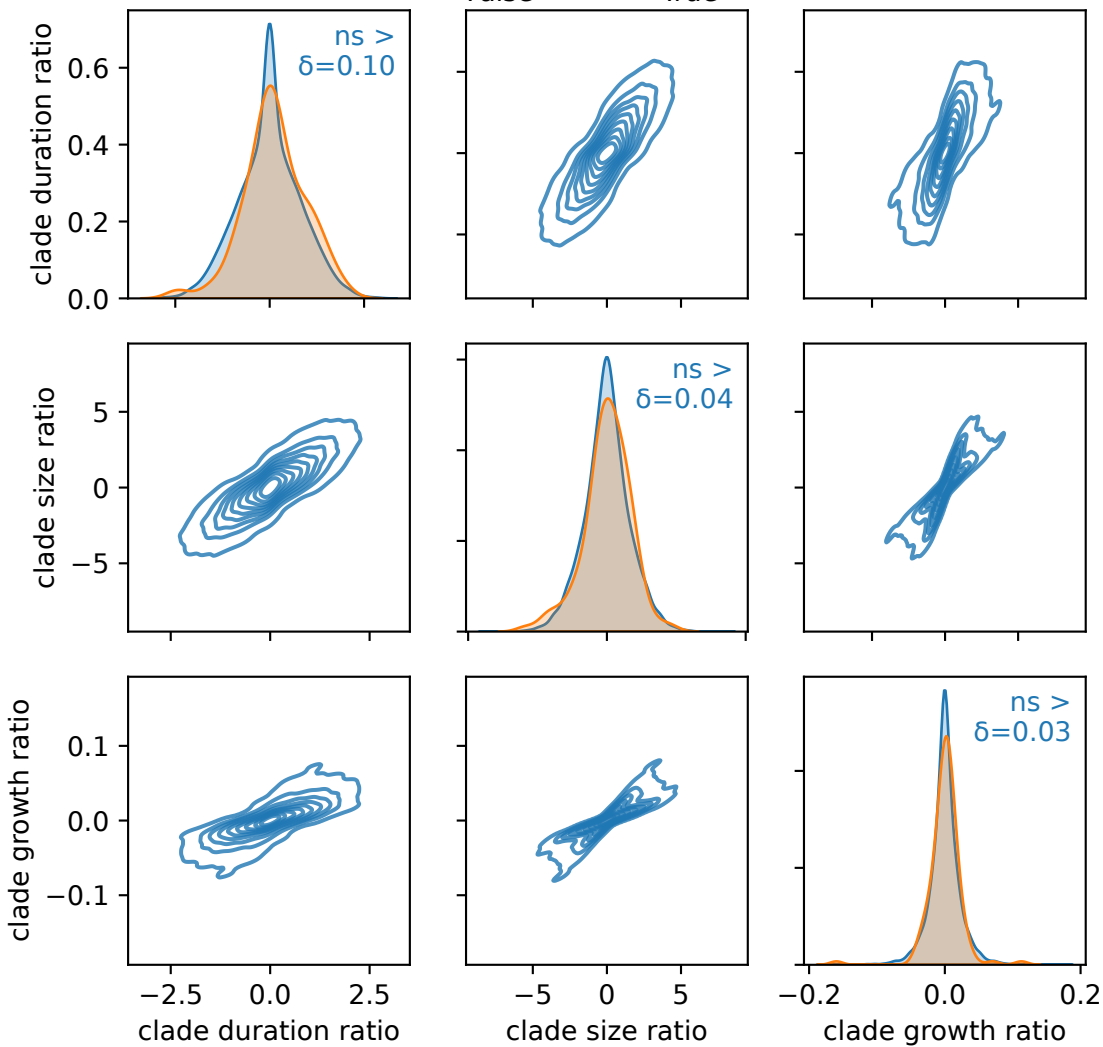 clade duration ratio
0.6
0.4
0.2
0.0
ns >
δ=0.10
clade size ratio
5
0
−5
ns >
δ=0.04
clade growth ratio
0.1
0.0
−0.1
ns >
δ=0.03
−2.5 0.0 2.5
−5 0 5
−0.2 0.0 0.2
clade duration ratio
clade size ratio
clade growth ratio